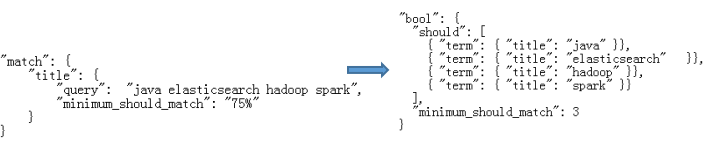 "match": {
    "title": {
        "query":  "java elasticsearch hadoop spark",
        "minimum_should_match": "75%"
    }
}
"bool": {
  "should": [
    { "term": { "title": "java" }},
    { "term": { "title": "elasticsearch"   }},
    { "term": { "title": "hadoop" }},
    { "term": { "title": "spark" }}
  ],
  "minimum_should_match": 3
}